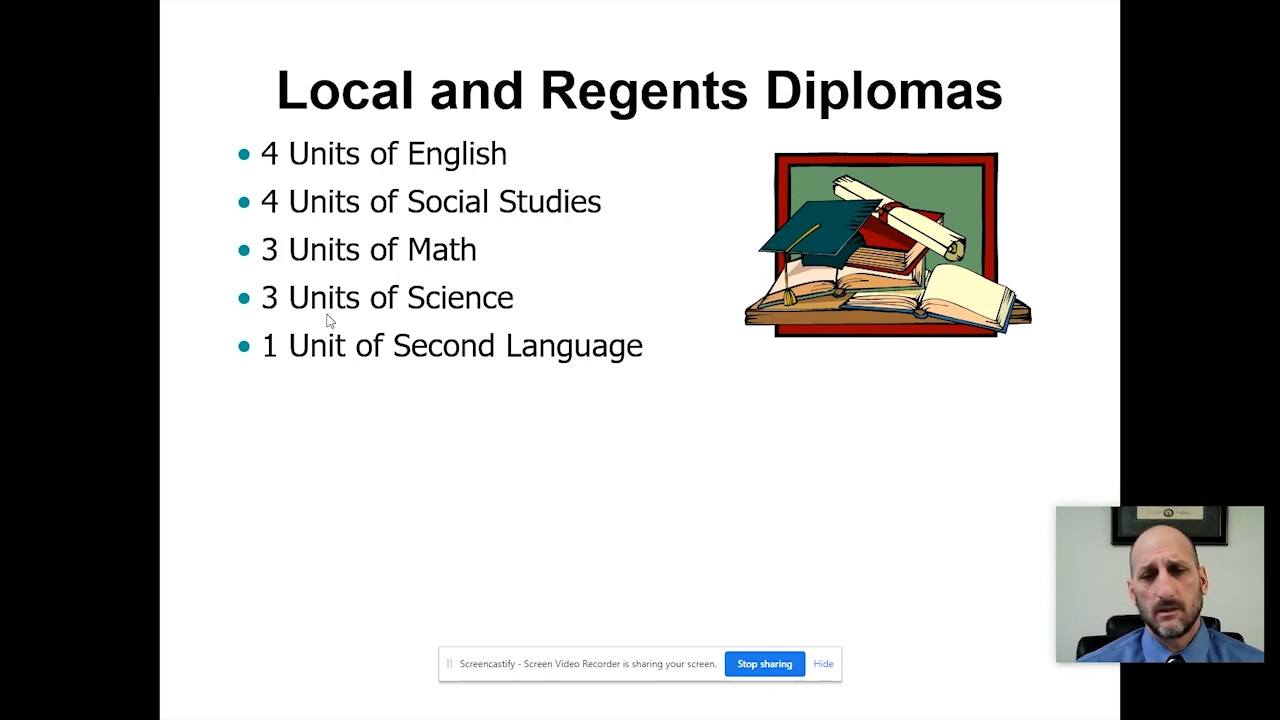 Local and Regents Diplomas
• 4 Units of English
• 4 Units of Social Studies
• 3 Units of Math
• 3 Units of Science
• 1 Unit of Second Language
Screencastify - Screen Video Recorder is sharing your screen. Stop sharing Hide